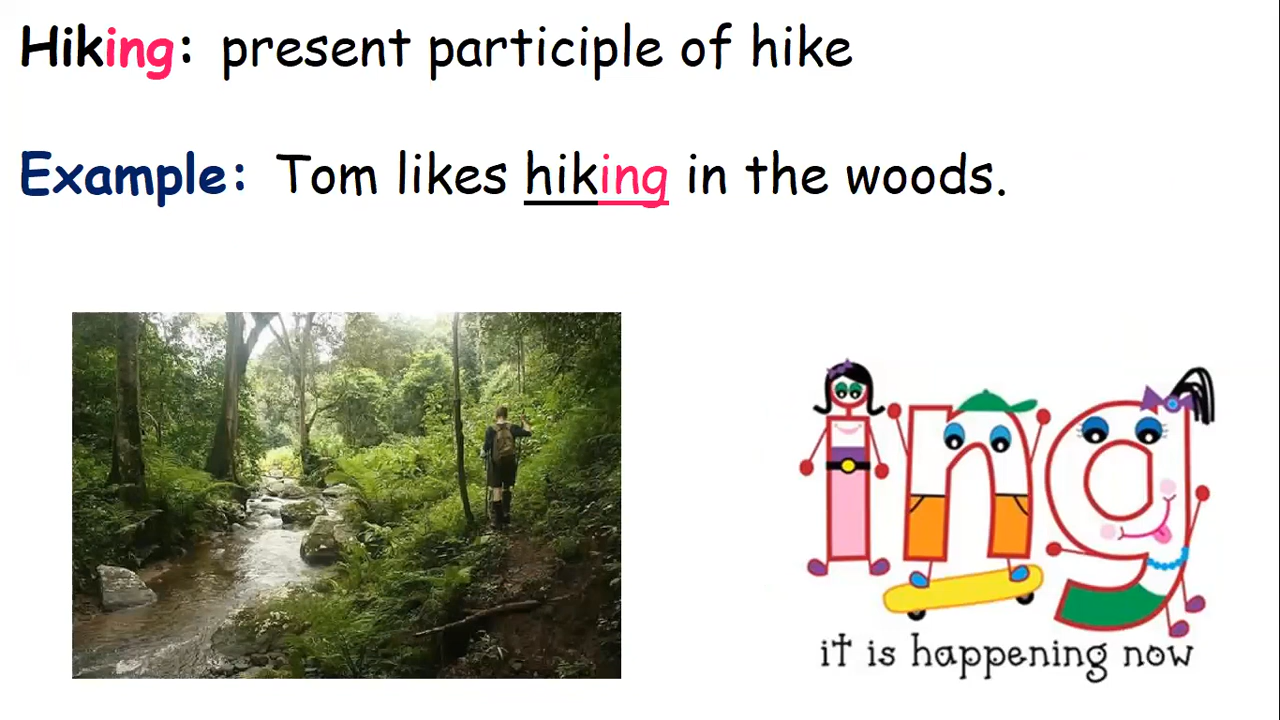 Hiking: present participle of hike
Example: Tom likes hiking in the woods.
ing
it is happening now